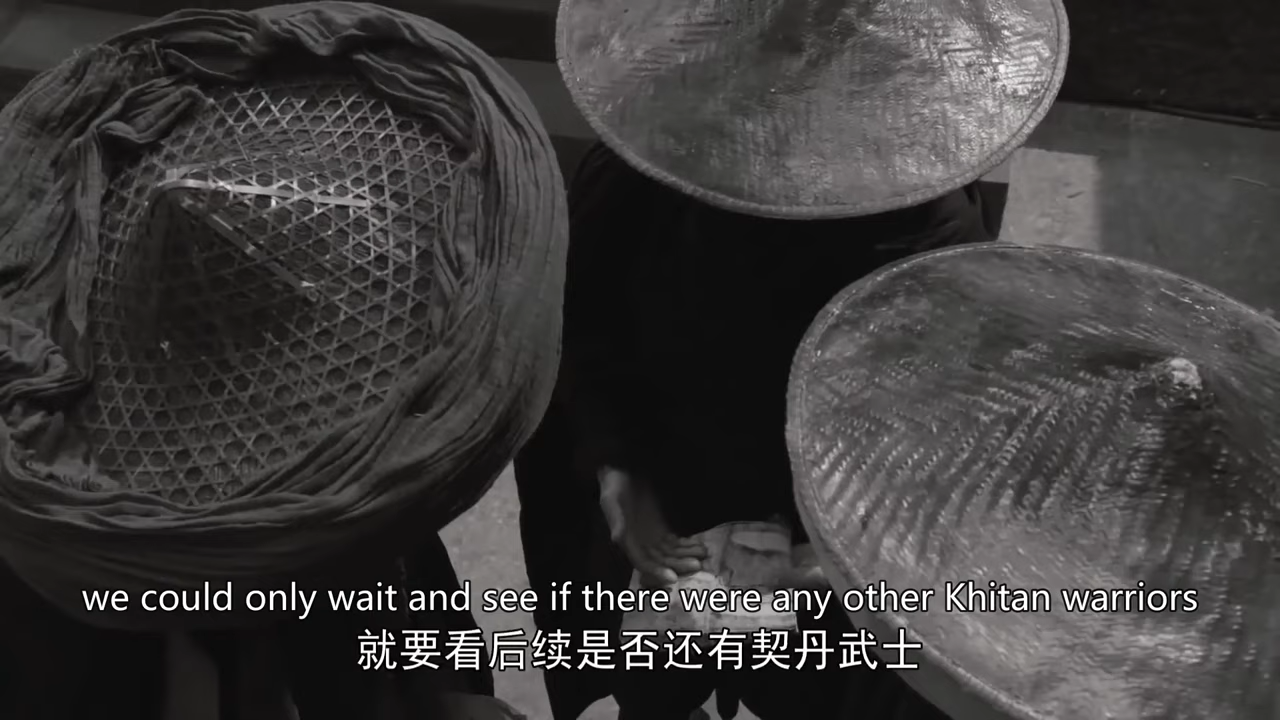 we could only wait and see if there were any other Khitan warriors
就要看后续是否还有契丹武士